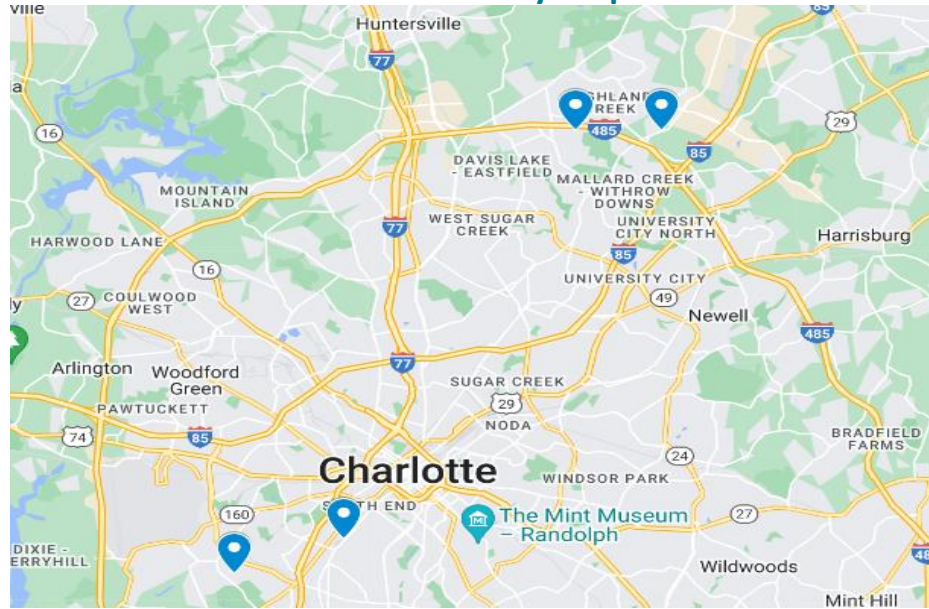 ville
Huntersville
77
a
16
HIGHLAND
CREEK
485
29
85
DAVIS LAKE
- EASTFIELD
MALLARD CREEK
- WITHROW
DOWNS
MOUNTAIN
ISLAND
WEST SUGAR
CREEK
77
UNIVERSITY
CITY NORTH
HARWOOD LANE
Harrisburg
85
16
UNIVERSITY CITY
27
COULWOOD
WEST
49
Newell
485
77
Arlington
Woodford
Green
SUGAR CREEK
29
PAWTUCKETT
NODA
74
85
BRADFIELD
FARMS
24
Charlotte
WINDSOR PARK
160
SOUTH END
The Mint Museum
– Randolph
27
DIXIE -
ERRYHILL
48
Wildwoods
Mint Hill